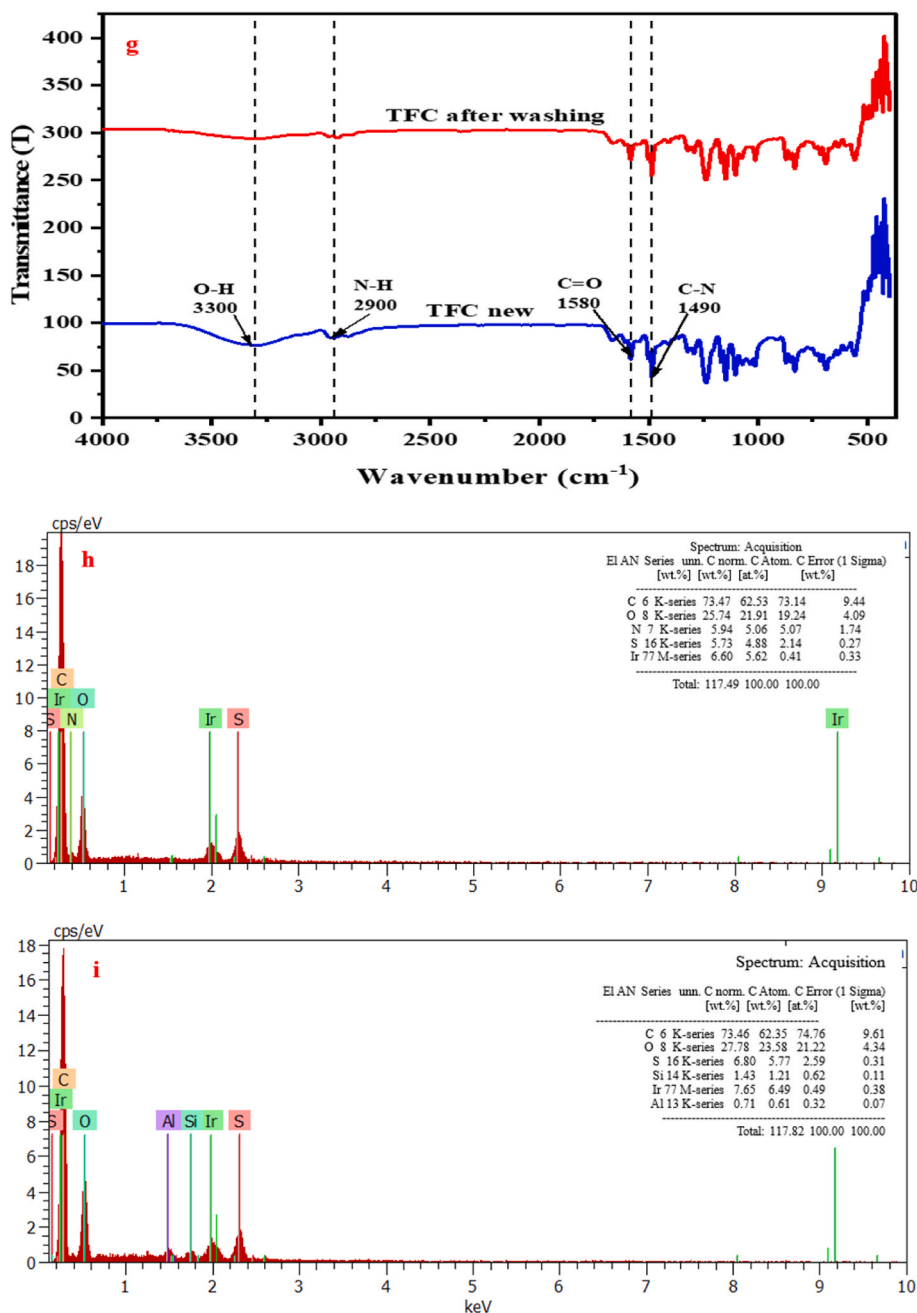 g
400
350
300
250
200
150
100
50
0
Transmittance (T)
TFC after washing
O-H
3300
N-H
2900
TFC new
C=O
1580
C-N
1490
4000 3500 3000 2500 2000 1500 1000 500
Wavenumber (cm-1)
cps/eV
h
18
16
14
12
10
8
6
4
2
0
C
Ir O
S N
Ir S Ir
Spectrum: Acquisition
El AN Series unn. C norm. C Atom. C Error (1 Sigma)
[wt.%] [wt.%] [at.%] [wt.%]
C 6 K-series 73.47 62.53 73.14 9.44
O 8 K-series 25.74 21.91 19.24 4.09
N 7 K-series 5.94 5.06 5.07 1.74
S 16 K-series 5.73 4.88 2.14 0.27
Ir 77 M-series 6.60 5.62 0.41 0.33
Total: 117.49 100.00 100.00
1 2 3 4 5 6 7 8 9 10
cps/eV
i
18
16
14
12
10
8
6
4
2
0
C
Ir
S O Al Si Ir S
Spectrum: Acquisition
El AN Series unn. C norm. C Atom. C Error (1 Sigma)
[wt.%] [wt.%] [at.%] [wt.%]
C 6 K-series 73.46 62.35 74.76 9.61
O 8 K-series 27.78 23.58 21.22 4.34
S 16 K-series 6.80 5.77 2.59 0.31
Si 14 K-series 1.43 1.21 0.62 0.11
Ir 77 M-series 7.65 6.49 0.49 0.38
Al 13 K-series 0.71 0.61 0.32 0.07
Total: 117.82 100.00 100.00
1 2 3 4 5 6 7 8 9 10
keV